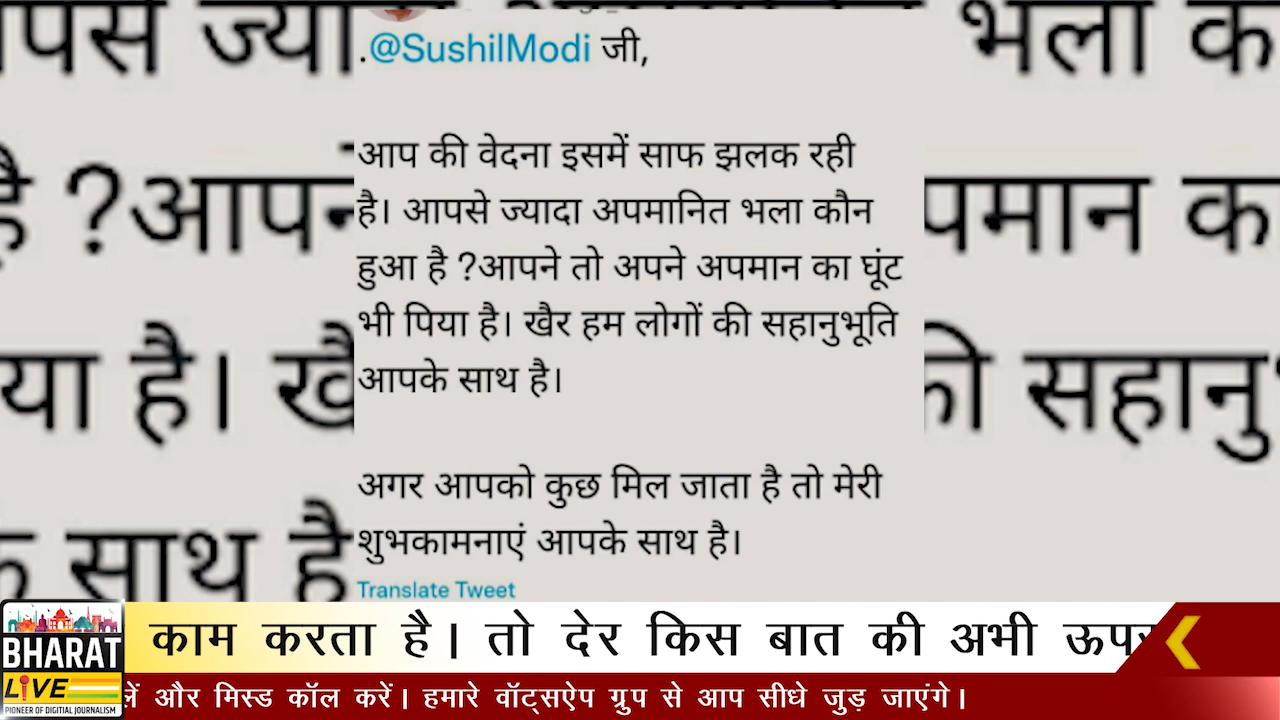 .@SushilModi जी,
आप की वेदना इसमें साफ झलक रही
है। आपसे ज्यादा अपमानित भला कौन
हुआ है ?आपने तो अपने अपमान का घूंट
भी पिया है। खैर हम लोगों की सहानुभूति
आपके साथ है।
अगर आपको कुछ मिल जाता है तो मेरी
शुभकामनाएं आपके साथ है।
Translate Tweet
काम करता है। तो देर किस बात की अभी
और मिस्ड कॉल करें। हमारे वॉट्सऐप ग्रुप से आप सीधे जुड़ जाएंगे।
BHARAT
LIVE
PIONEER OF DIGITIAL JOURNALISM